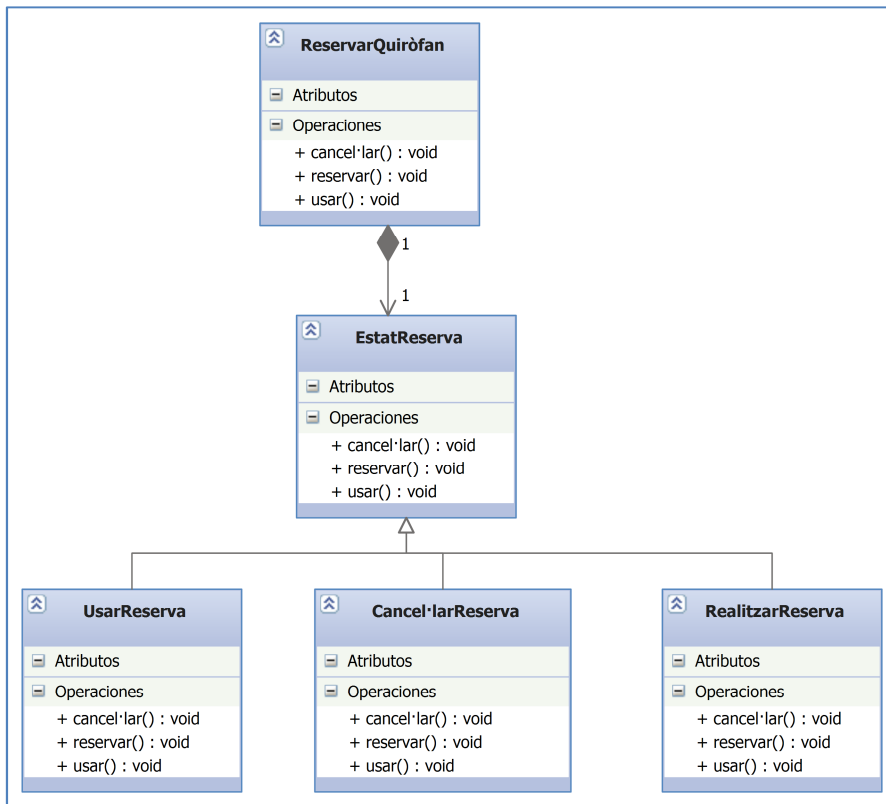 ReservarQuiròfan
Atributos
Operaciones
+ cancel·lar() : void
+ reservar() : void
+ usar() : void
1
1
EstatReserva
Atributos
Operaciones
+ cancel·lar() : void
+ reservar() : void
+ usar() : void
UsarReserva
Atributos
Operaciones
+ cancel·lar() : void
+ reservar() : void
+ usar() : void
Cancel·larReserva
Atributos
Operaciones
+ cancel·lar() : void
+ reservar() : void
+ usar() : void
RealitzarReserva
Atributos
Operaciones
+ cancel·lar() : void
+ reservar() : void
+ usar() : void